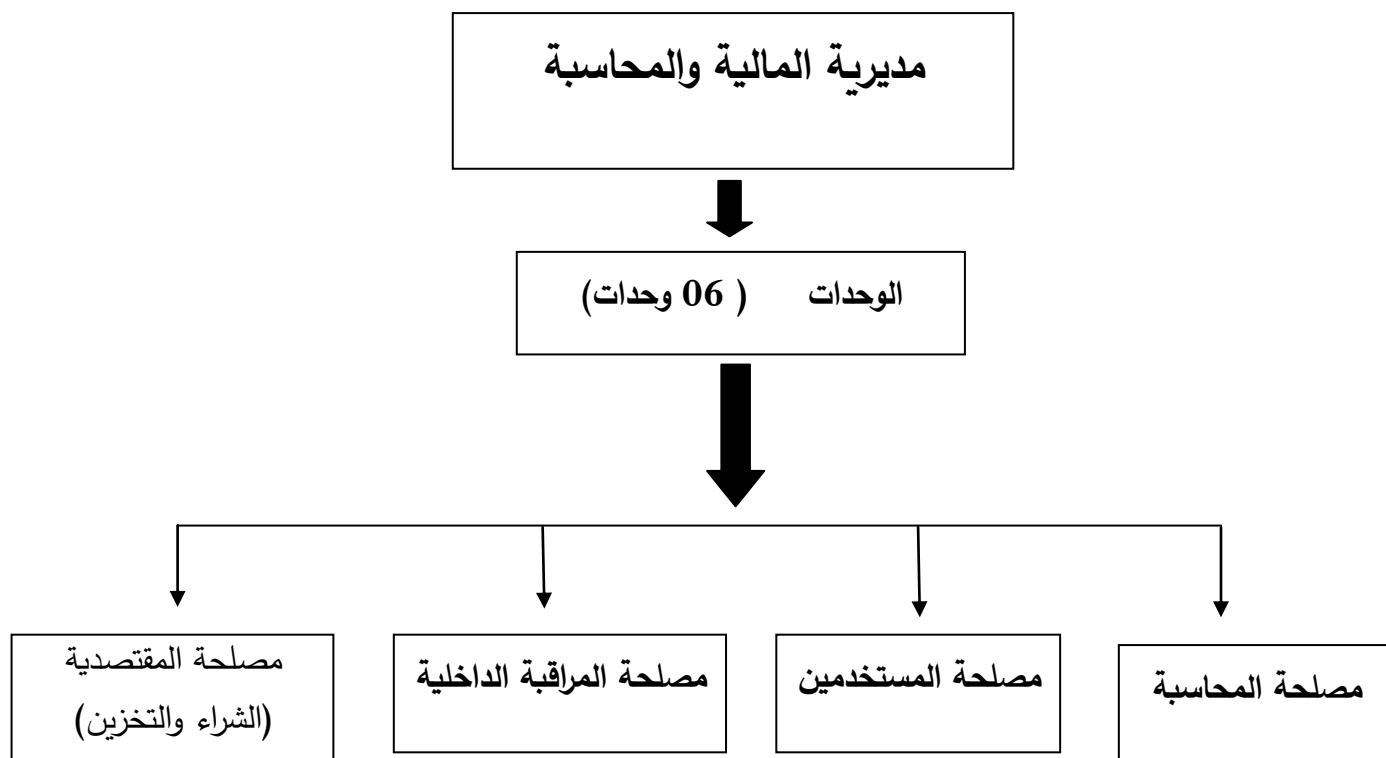 مديرية المالية والمحاسبة
الوحدات ( 06 وحدات)
مصلحة المحاسبة
مصلحة المستخدمين
مصلحة المراقبة الداخلية
مصلحة المقتصدية
(الشراء والتخزين)